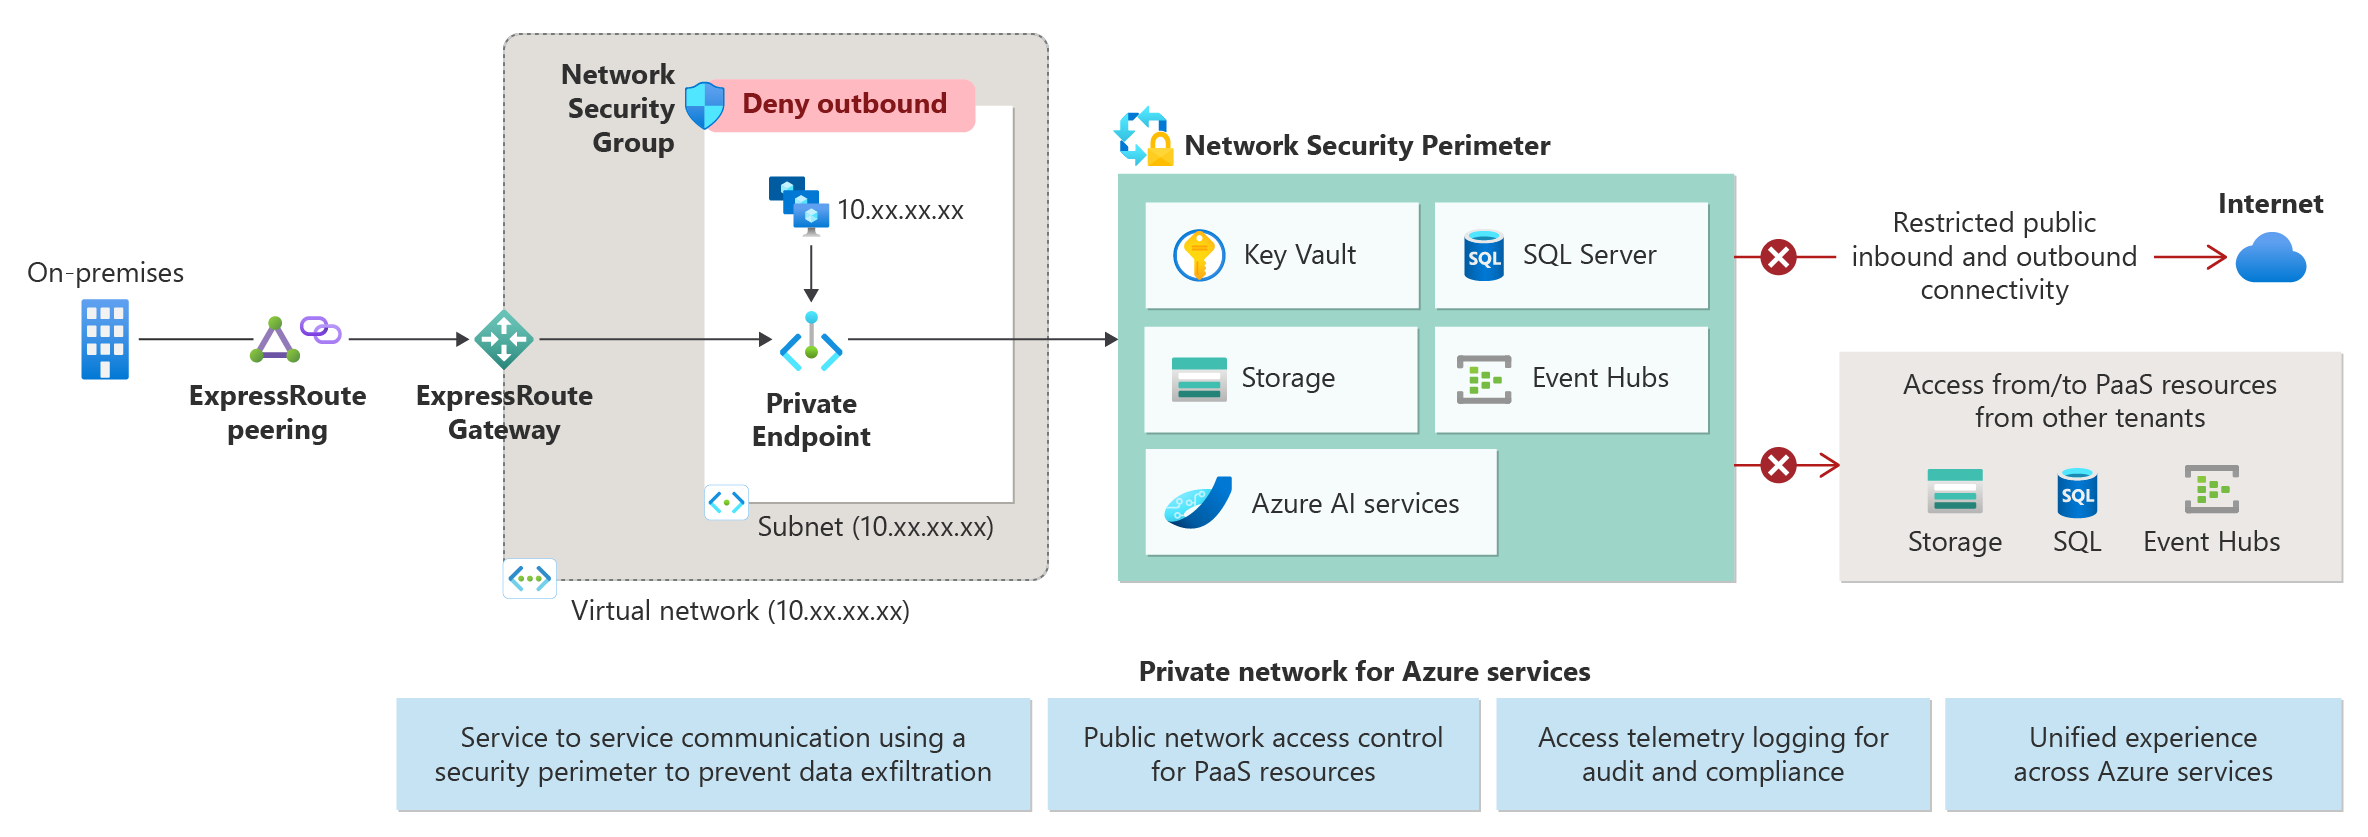 On-premises
ExpressRoute
peering
ExpressRoute
Gateway
Network
Security
Group
Deny outbound
10.xx.xx.xx
Private
Endpoint
Subnet (10.xx.xx.xx)
Virtual network (10.xx.xx.xx)
Network Security Perimeter
Key Vault
SQL
SQL Server
Storage
Event Hubs
Azure AI services
Restricted public
inbound and outbound
connectivity
Internet
Access from/to PaaS resources
from other tenants
Storage
SQL
SQL
Event Hubs
Private network for Azure services
Service to service communication using a
security perimeter to prevent data exfiltration
Public network access control
for PaaS resources
Access telemetry logging for
audit and compliance
Unified experience
across Azure services